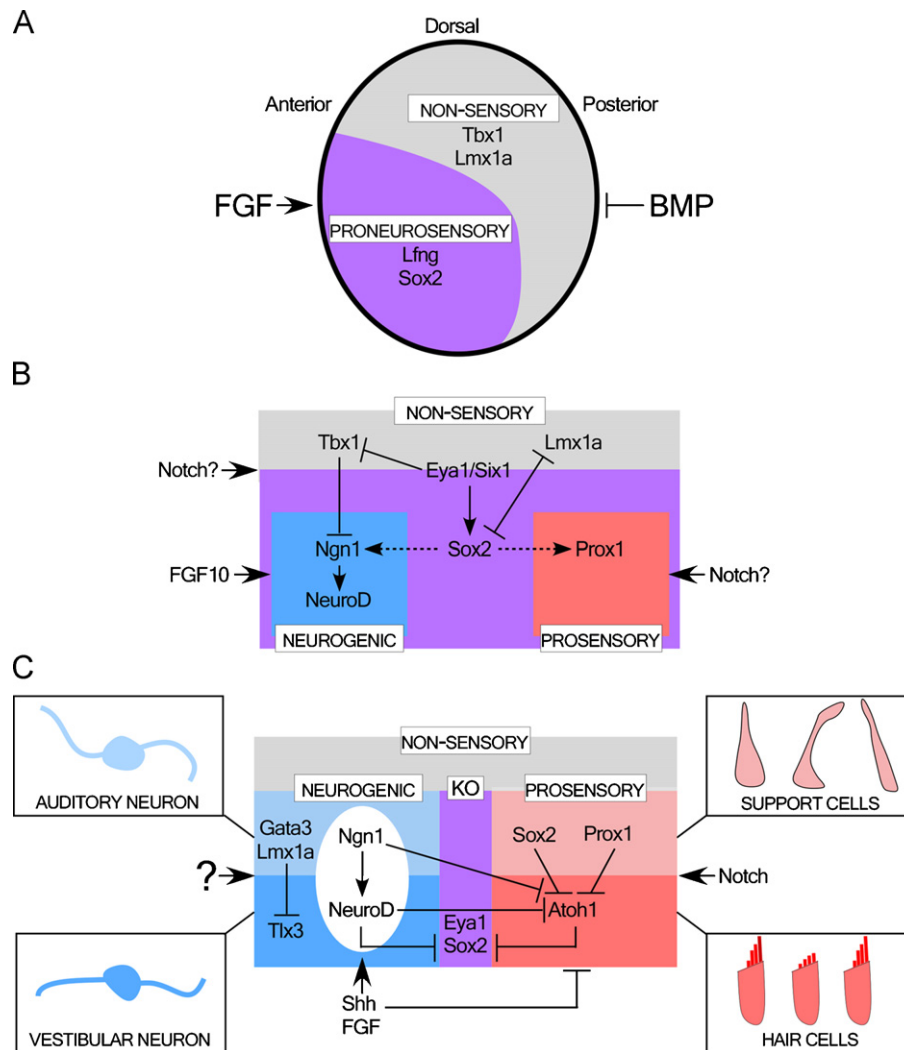 A
Dorsal
Anterior
Posterior
NON-SENSORY
Tbx1
Lmx1a
FGF
BMP
PRONEUROSENSORY
Lfng
Sox2
B
NON-SENSORY
Tbx1
Lmx1a
Notch?
Eya1/Six1
Ngn1
Sox2
Prox1
FGF10
Notch?
NeuroD
NEUROGENIC
PROSENSORY
C
NON-SENSORY
AUDITORY NEURON
NEUROGENIC
KO
PROSENSORY
SUPPORT CELLS
Gata3
Lmx1a
Ngn1
Sox2
Prox1
?
Notch
Tlx3
NeuroD
Eya1
Sox2
Atoh1
Shh
FGF
VESTIBULAR NEURON
HAIR CELLS